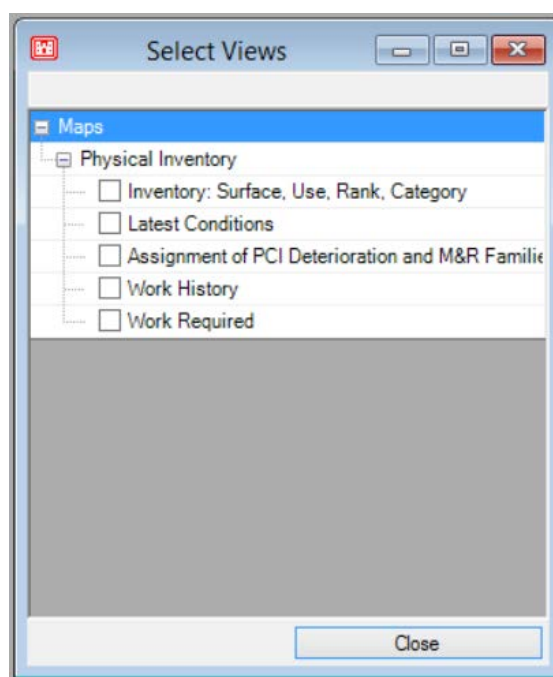 Select Views
Maps
Physical Inventory
Inventory: Surface, Use, Rank, Category
Latest Conditions
Assignment of PCI Deterioration and M&R Familie
Work History
Work Required
Close